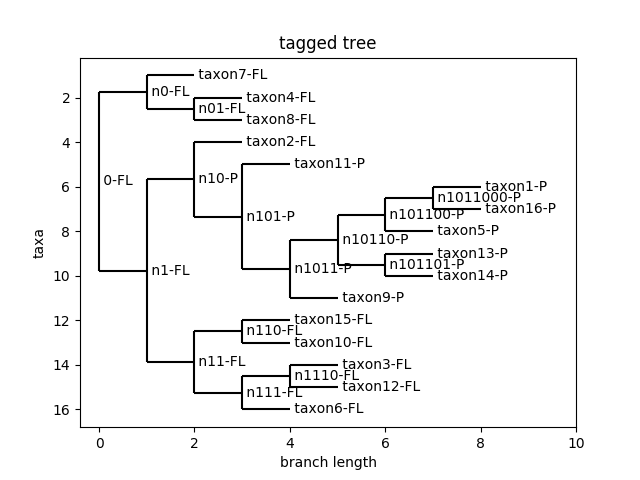 tagged tree
taxon7-FL
n0-FL
taxon4-FL
n01-FL
taxon8-FL
taxon2-FL
taxon11-P
n10-P
0-FL
taxon1-P
n1011000-P
taxon16-P
n101100-P
n101-P
taxon5-P
n10110-P
taxon13-P
n101101-P
n1011-P
n1-FL
taxon14-P
taxon9-P
taxon15-FL
n110-FL
taxon10-FL
n11-FL
taxon3-FL
n1110-FL
taxon12-FL
n111-FL
taxon6-FL
2
4
6
8
10
12
14
16
taxa
0 2 4 6 8 10
branch length